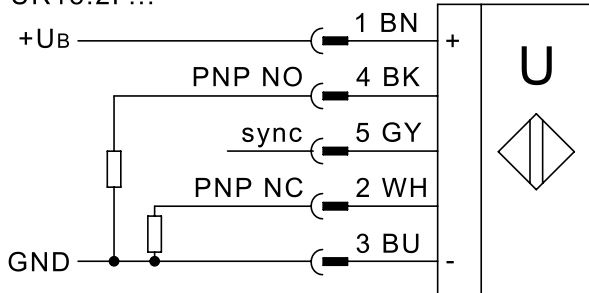 +UB 1 BN +
U
PNP NO 4 BK
sync 5 GY
PNP NC 2 WH
GND 3 BU -